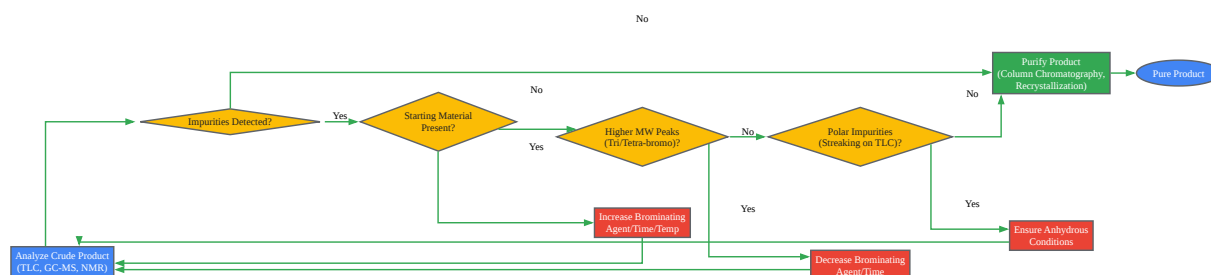 No
Purify Product
(Column Chromatography,
Recrystallization)
Pure Product
No
No
Impurities Detected?
Yes
Starting Material
Present?
Higher MW Peaks
(Tri/Tetra-bromo)?
No
Polar Impurities
(Streaking on TLC)?
Yes
Increase Brominating
Agent/Time/Temp
Yes
Yes
Ensure Anhydrous
Conditions
Analyze Crude Product
(TLC, GC-MS, NMR)
Decrease Brominating
Agent/Time